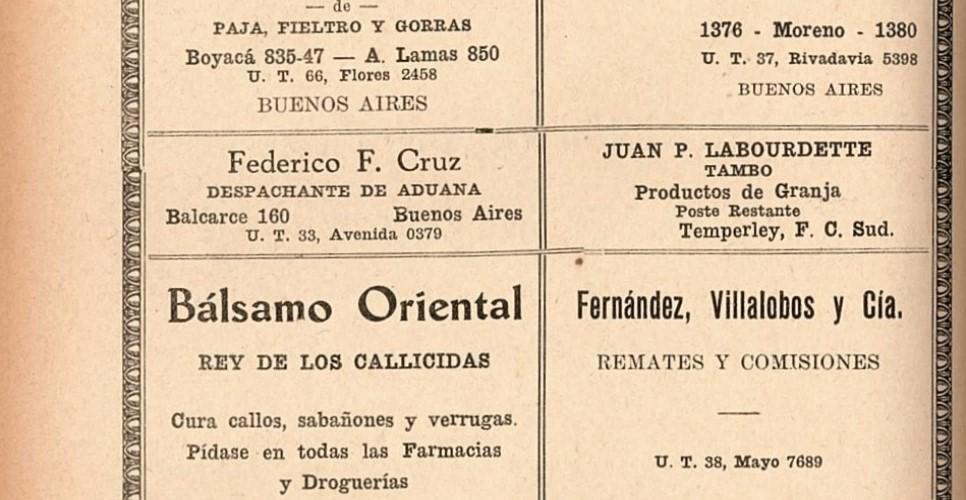 — de —
PAJA, FIELTRO Y GORRAS
Boyacá 835-47 — A. Lamas 850
U. T. 66, Flores 2458
BUENOS AIRES
1376 - Moreno - 1380
U. T. 37, Rivadavia 5398
BUENOS AIRES
Federico F. Cruz
DESPACHANTE DE ADUANA
Balcarce 160 Buenos Aires
U. T. 33, Avenida 0379
JUAN P. LABOURDETTE
TAMBO
Productos de Granja
Poste Restante
Temperley, F. C. Sud.
Bálsamo Oriental
REY DE LOS CALLICIDAS
Cura callos, sabañones y verrugas.
Pídase en todas las Farmacias
y Droguerías
Fernández, Villalobos y Cía.
REMATES Y COMISIONES
U. T. 38, Mayo 7689